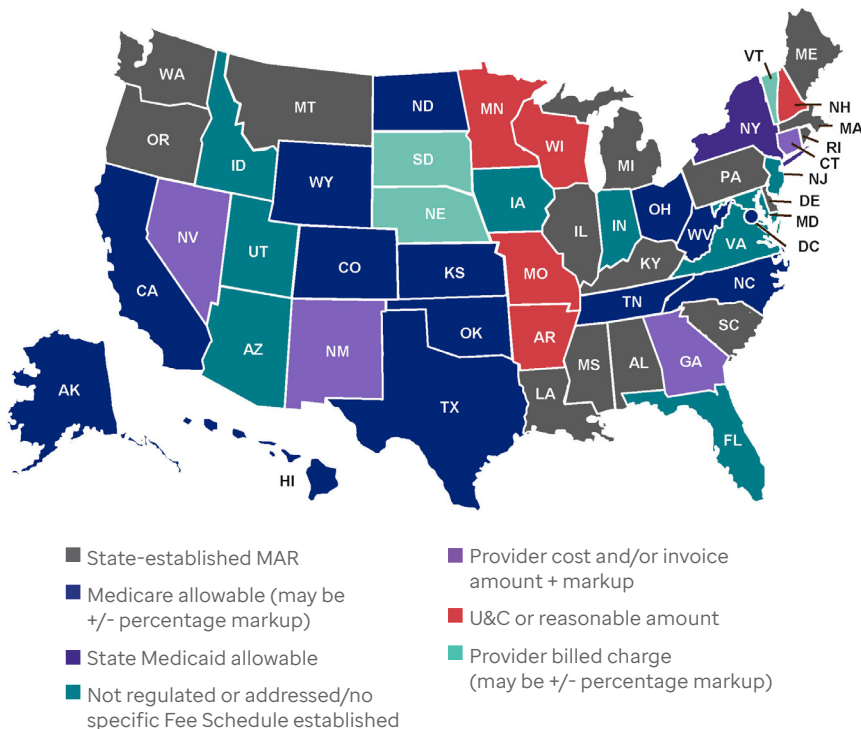 ME
VT
WA
ND
MT
MN
NH
OR
NY
MA
WI
SD
MI
RI
ID
CT
WY
PA
NJ
IA
NE
DE
OH
MD
IN
IL
NV
WV
DC
UT
VA
CO
KS
CA
MO
KY
NC
TN
OK
SC
AR
AZ
NM
GA
MS
AL
AK
LA
TX
FL
HI
State-established MAR
Medicare allowable (may be
+/- percentage markup)
State Medicaid allowable
Not regulated or addressed/no
specific Fee Schedule established
Provider cost and/or invoice
amount + markup
U&C or reasonable amount
Provider billed charge
(may be +/- percentage markup)